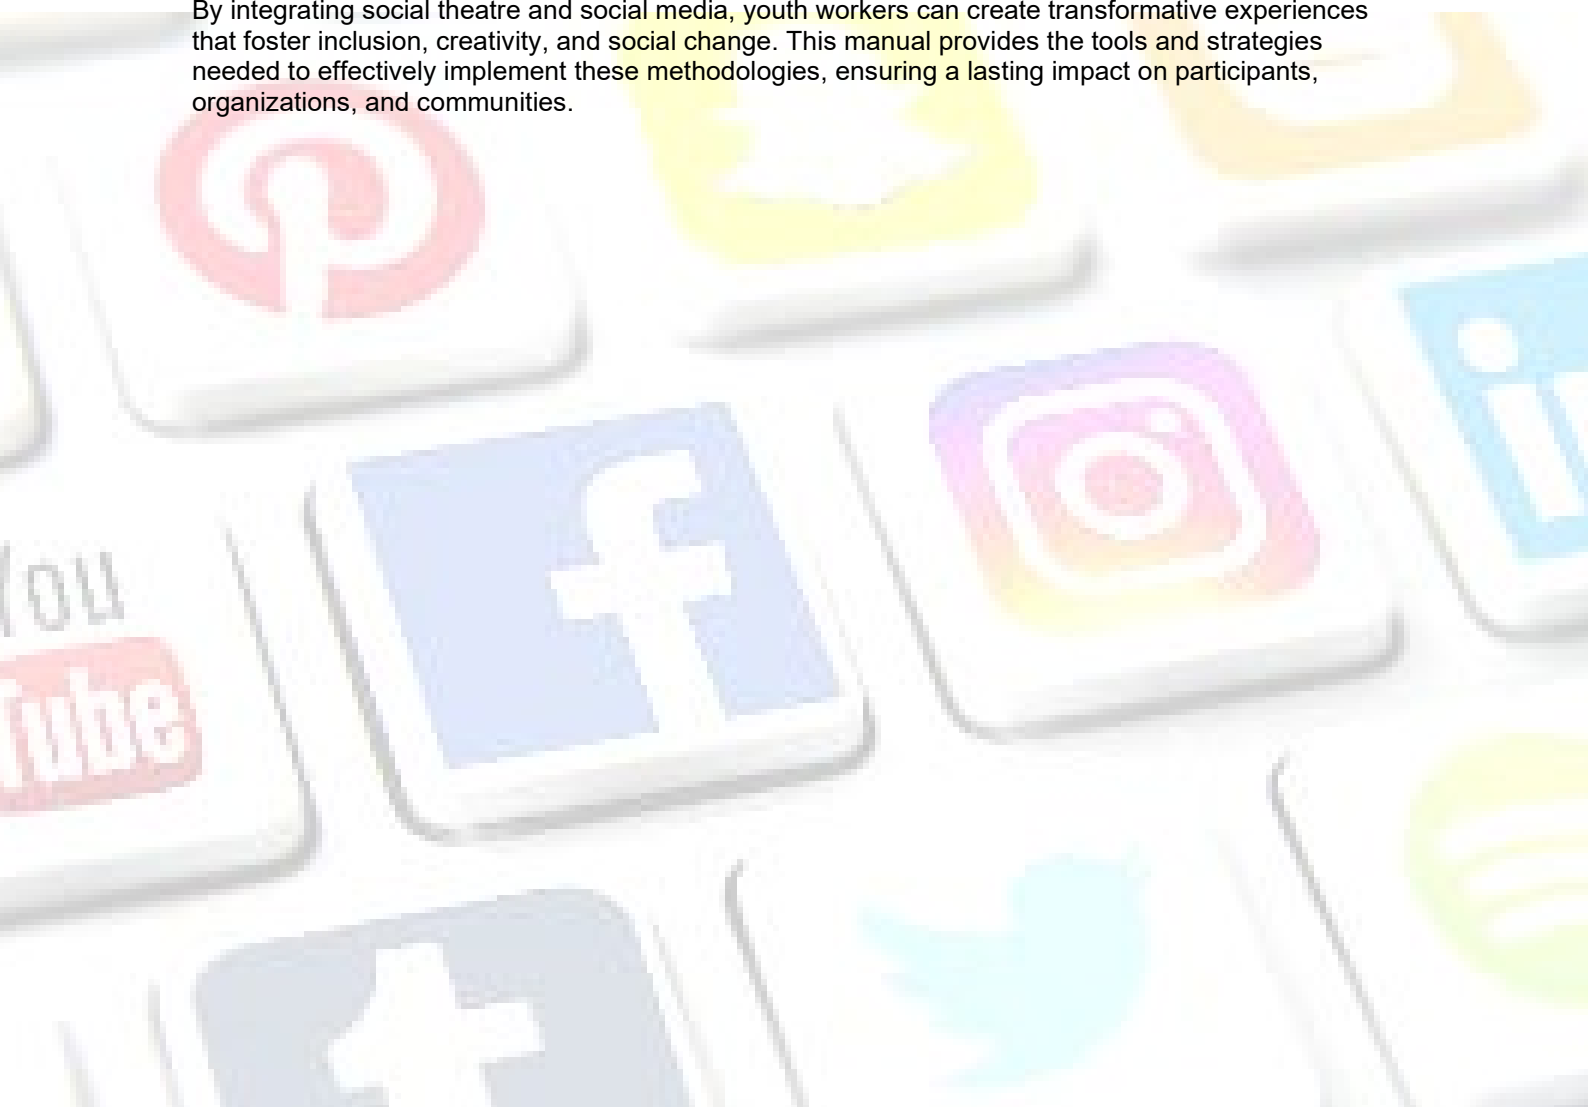 By integrating social theatre and social media, youth workers can create transformative experiences
that foster inclusion, creativity, and social change. This manual provides the tools and strategies
needed to effectively implement these methodologies, ensuring a lasting impact on participants,
organizations, and communities.
in
You
Tube